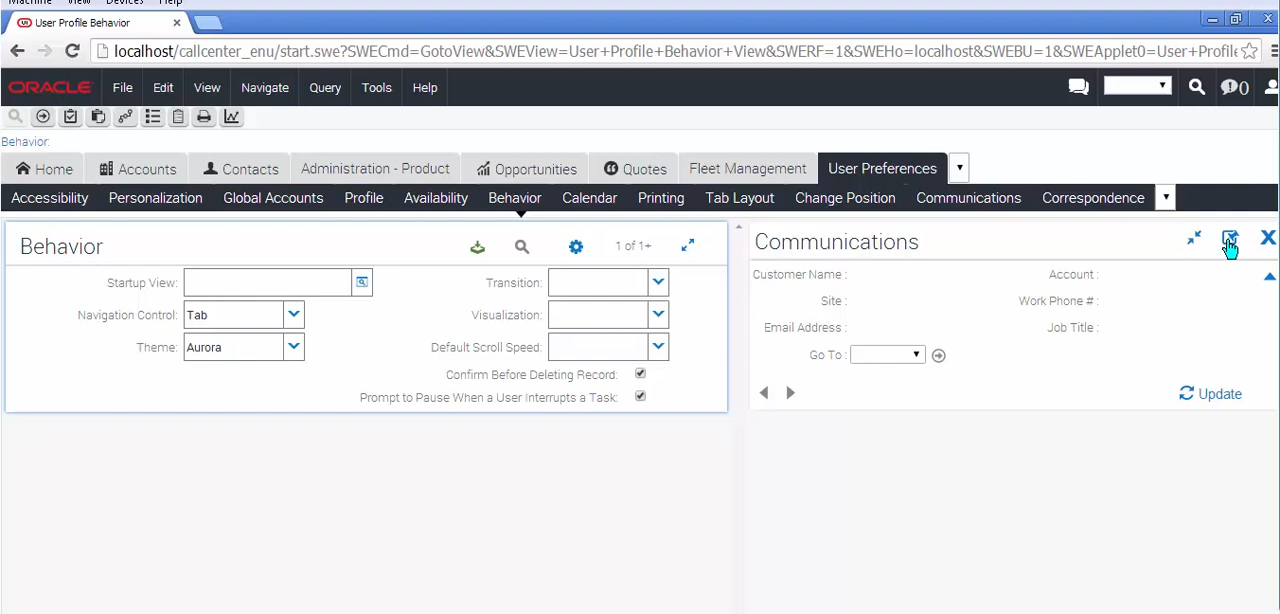 Machine View Devices Help
User Profile Behavior
localhost/callcenter_enu/start.swe?SWECmd=GotoView&SWEView=User+Profile+Behavior+View&SWERF=1&SWEHo=localhost&SWEBU=1&SWEApplet0=User+Profile
ORACLE File Edit View Navigate Query Tools Help 0
Behavior:
Home Accounts Contacts Administration - Product Opportunities Quotes Fleet Management User Preferences
Accessibility Personalization Global Accounts Profile Availability Behavior Calendar Printing Tab Layout Change Position Communications Correspondence
Behavior 1 of 1+
Startup View: Transition:
Navigation Control: Tab Visualization:
Theme: Aurora Default Scroll Speed:
Confirm Before Deleting Record:
Prompt to Pause When a User Interrupts a Task:
Communications
Customer Name : Account :
Site : Work Phone # :
Email Address : Job Title :
Go To :
Update